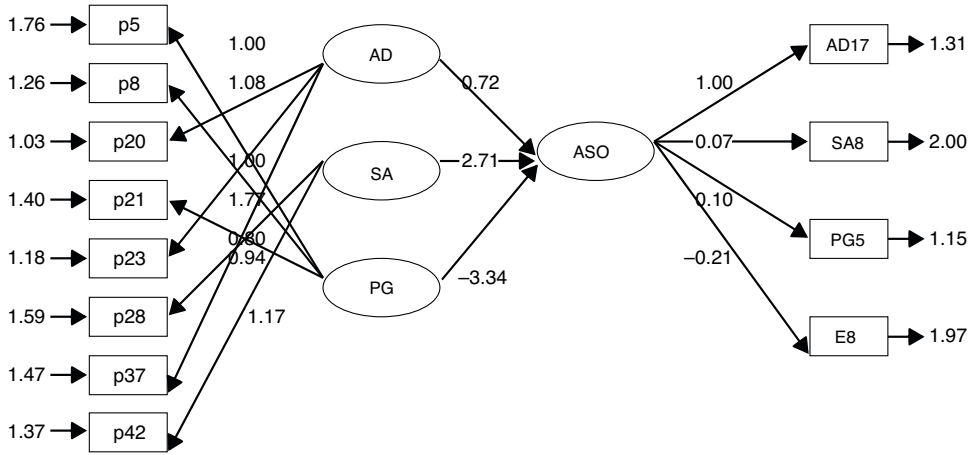 1.76 p5
1.26 p8
1.03 p20
1.40 p21
1.18 p23
1.59 p28
1.47 p37
1.37 p42
1.00
1.08
1.00
1.77
0.80
0.94
1.17
AD
SA
PG
0.72
2.71
–3.34
ASO
1.00
–0.07
0.10
–0.21
AD17 1.31
SA8 2.00
PG5 1.15
E8 1.97